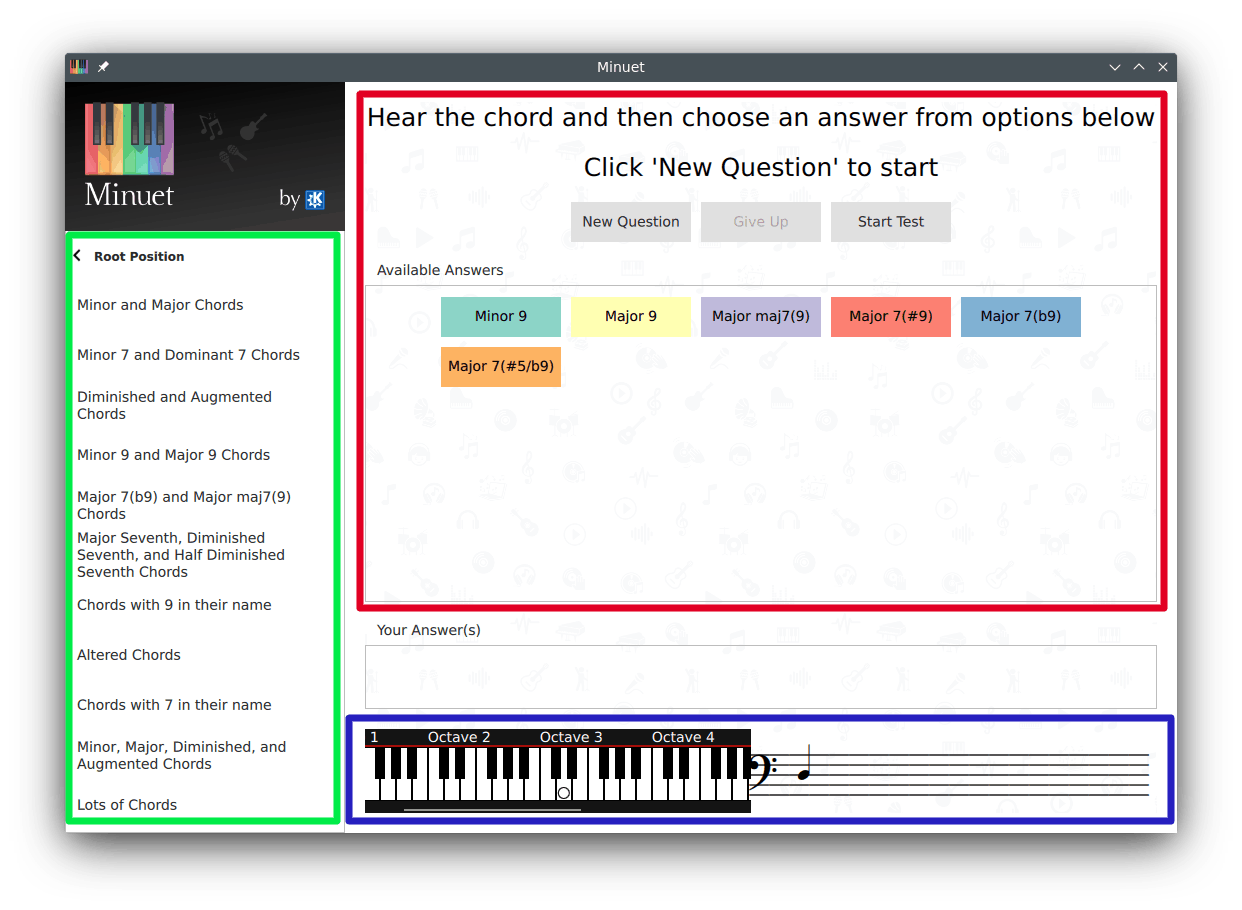 Minuet
Minuet
by
Root Position
Minor and Major Chords
Minor 7 and Dominant 7 Chords
Diminished and Augmented
Chords
Minor 9 and Major 9 Chords
Major 7(b9) and Major maj7(9)
Chords
Major Seventh, Diminished
Seventh, and Half Diminished
Seventh Chords
Chords with 9 in their name
Altered Chords
Chords with 7 in their name
Minor, Major, Diminished, and
Augmented Chords
Lots of Chords
Hear the chord and then choose an answer from options below
Click 'New Question' to start
New Question Give Up Start Test
Available Answers
Minor 9 Major 9 Major maj7(9) Major 7(#9) Major 7(b9)
Major 7(#5/b9)
Your Answer(s)
1 Octave 2 Octave 3 Octave 4